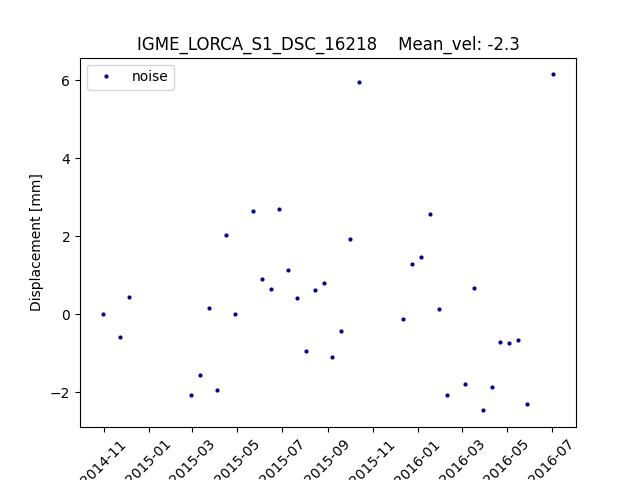 IGME_LORCA_S1_DSC_16218    Mean_vel: -2.3
noise
Displacement [mm]
6
4
2
0
−2
2014-11 2015-01 2015-03 2015-05 2015-07 2015-09 2015-11 2016-01 2016-03 2016-05 2016-07